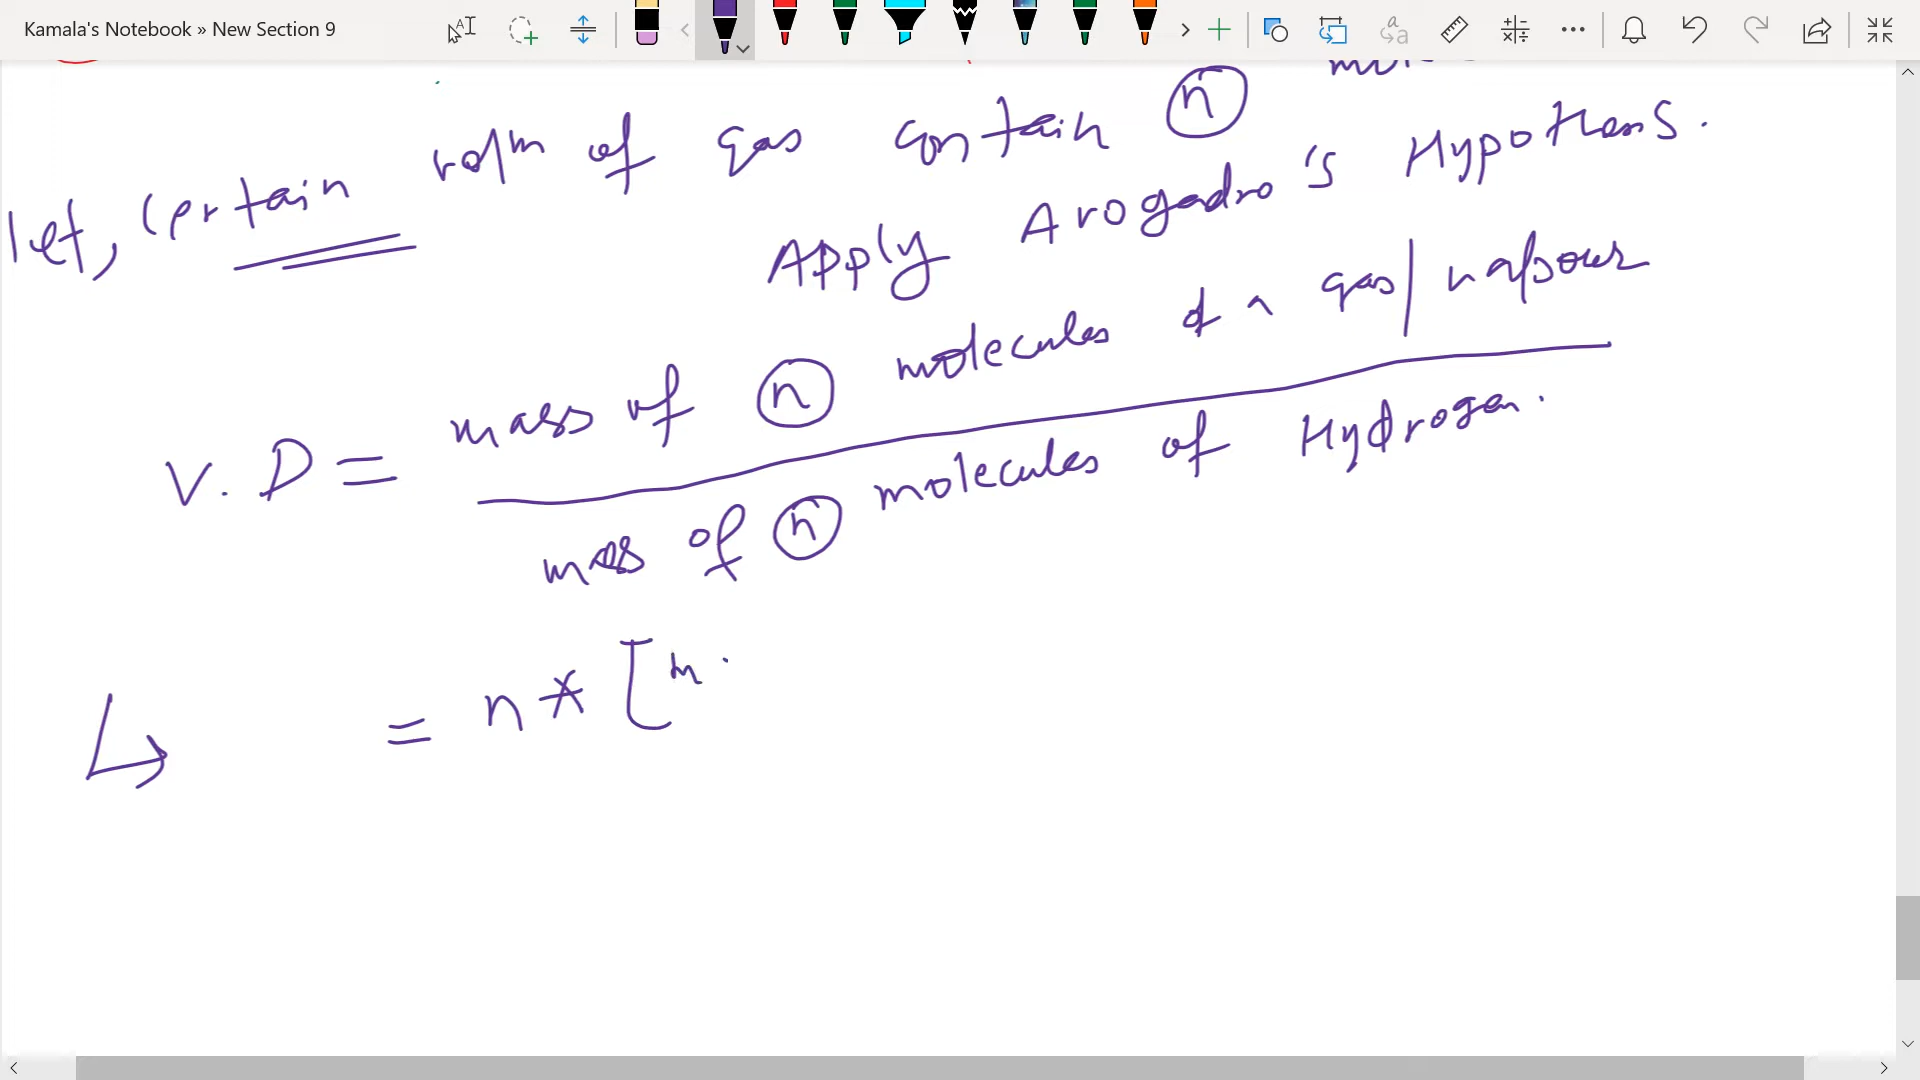 Kamala's Notebook » New Section 9
let, certain volm of gas contain n
Apply Avogadro's Hypothesis.
V. D = mass of n molecules of a gas/vapour
mass of n molecules of Hydrogen.
= n * [m.